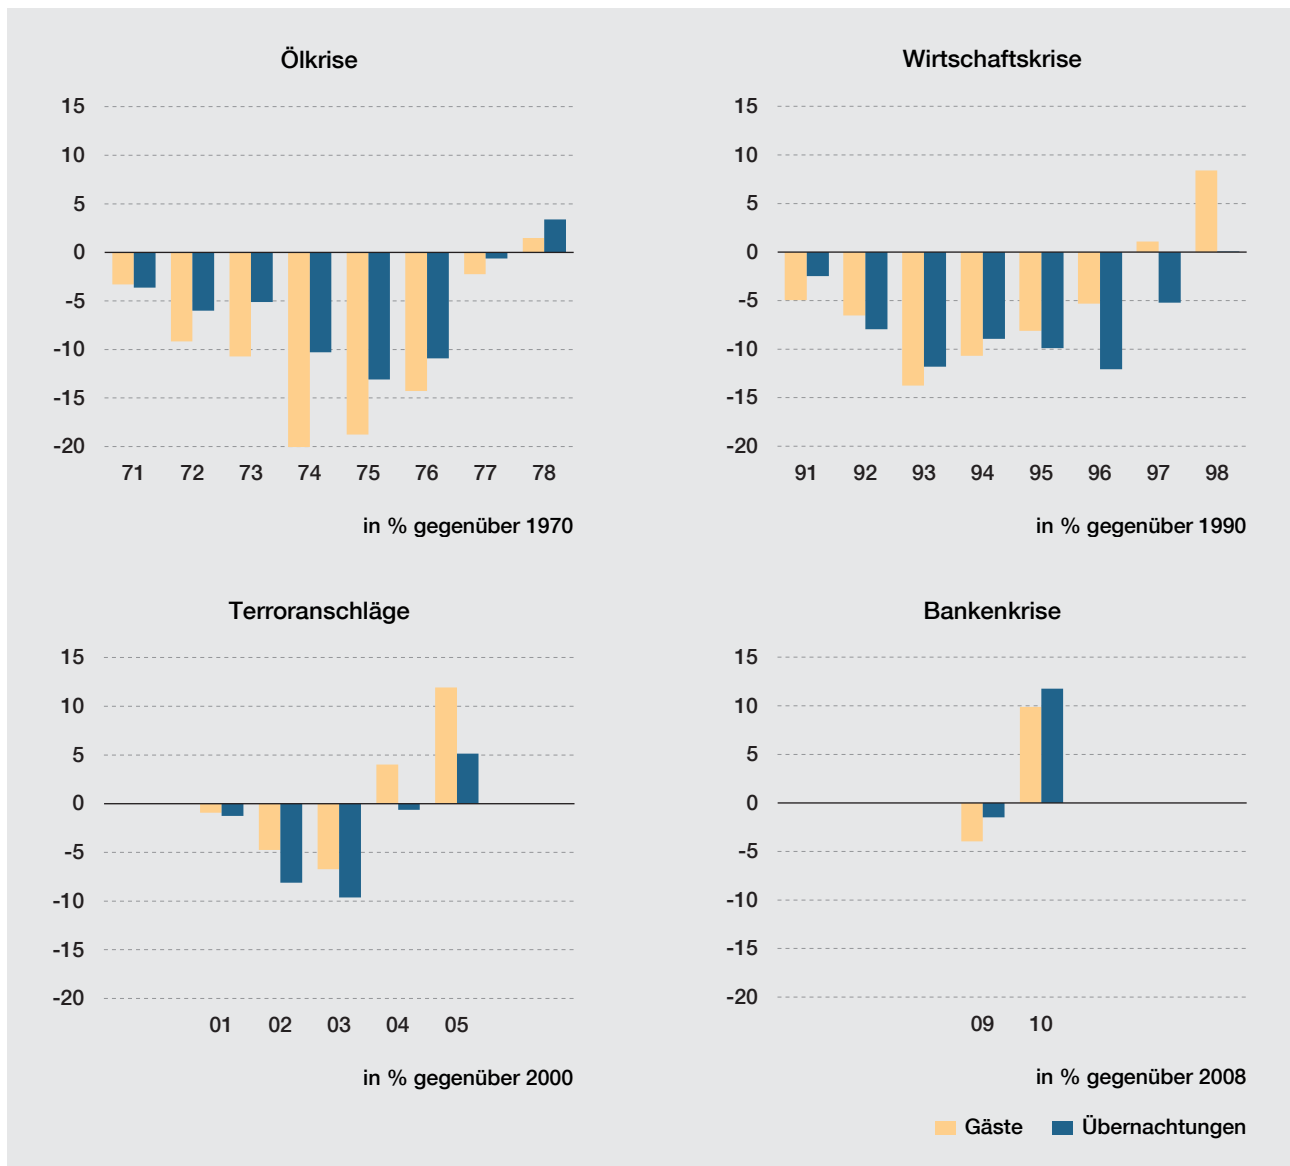 Ölkrise
15
10
5
0
-5
-10
-15
-20
71 72 73 74 75 76 77 78
in % gegenüber 1970
Wirtschaftskrise
15
10
5
0
-5
-10
-15
-20
91 92 93 94 95 96 97 98
in % gegenüber 1990
Terroranschläge
15
10
5
0
-5
-10
-15
-20
01 02 03 04 05
in % gegenüber 2000
Bankenkrise
15
10
5
0
-5
-10
-15
-20
09 10
in % gegenüber 2008
Gäste Übernachtungen